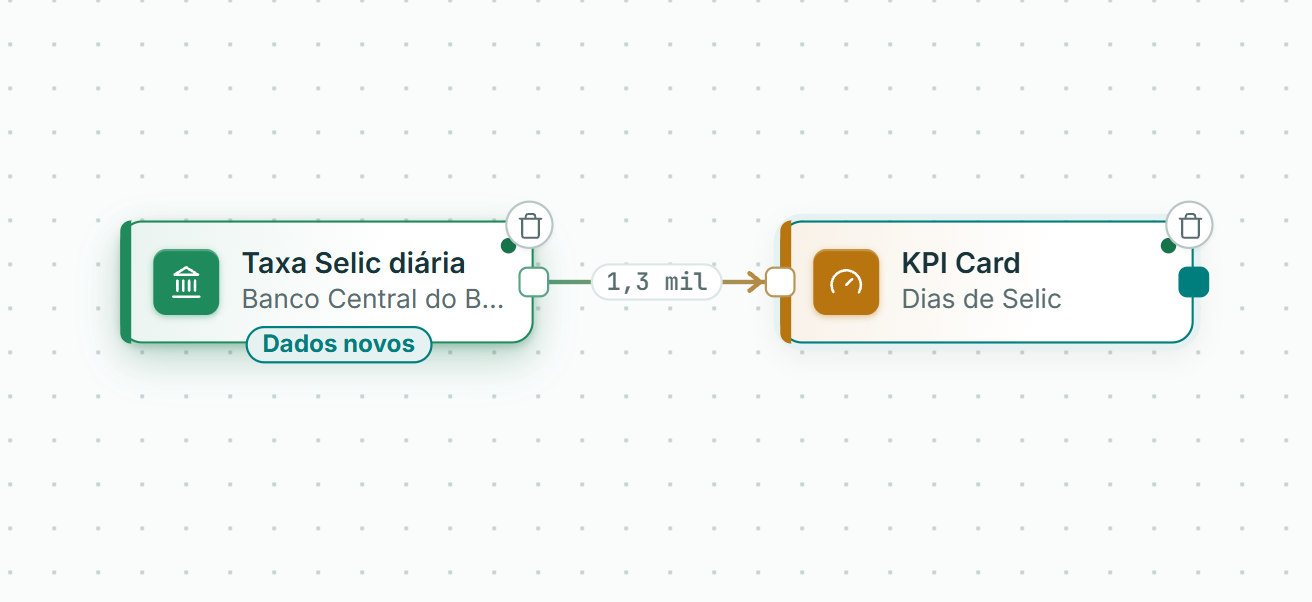 Taxa Selic diária
Banco Central do B...
Dados novos
1,3 mil
KPI Card
Dias de Selic